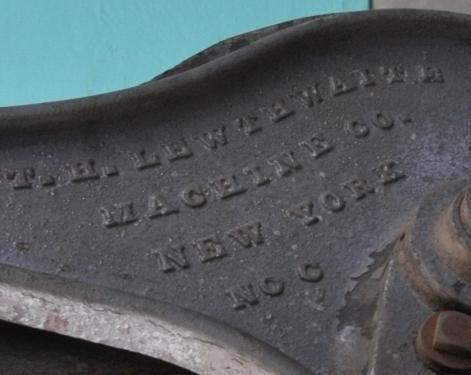 T.H. LEWTHWAITE
MACHINE CO.
NEW YORK
NO C